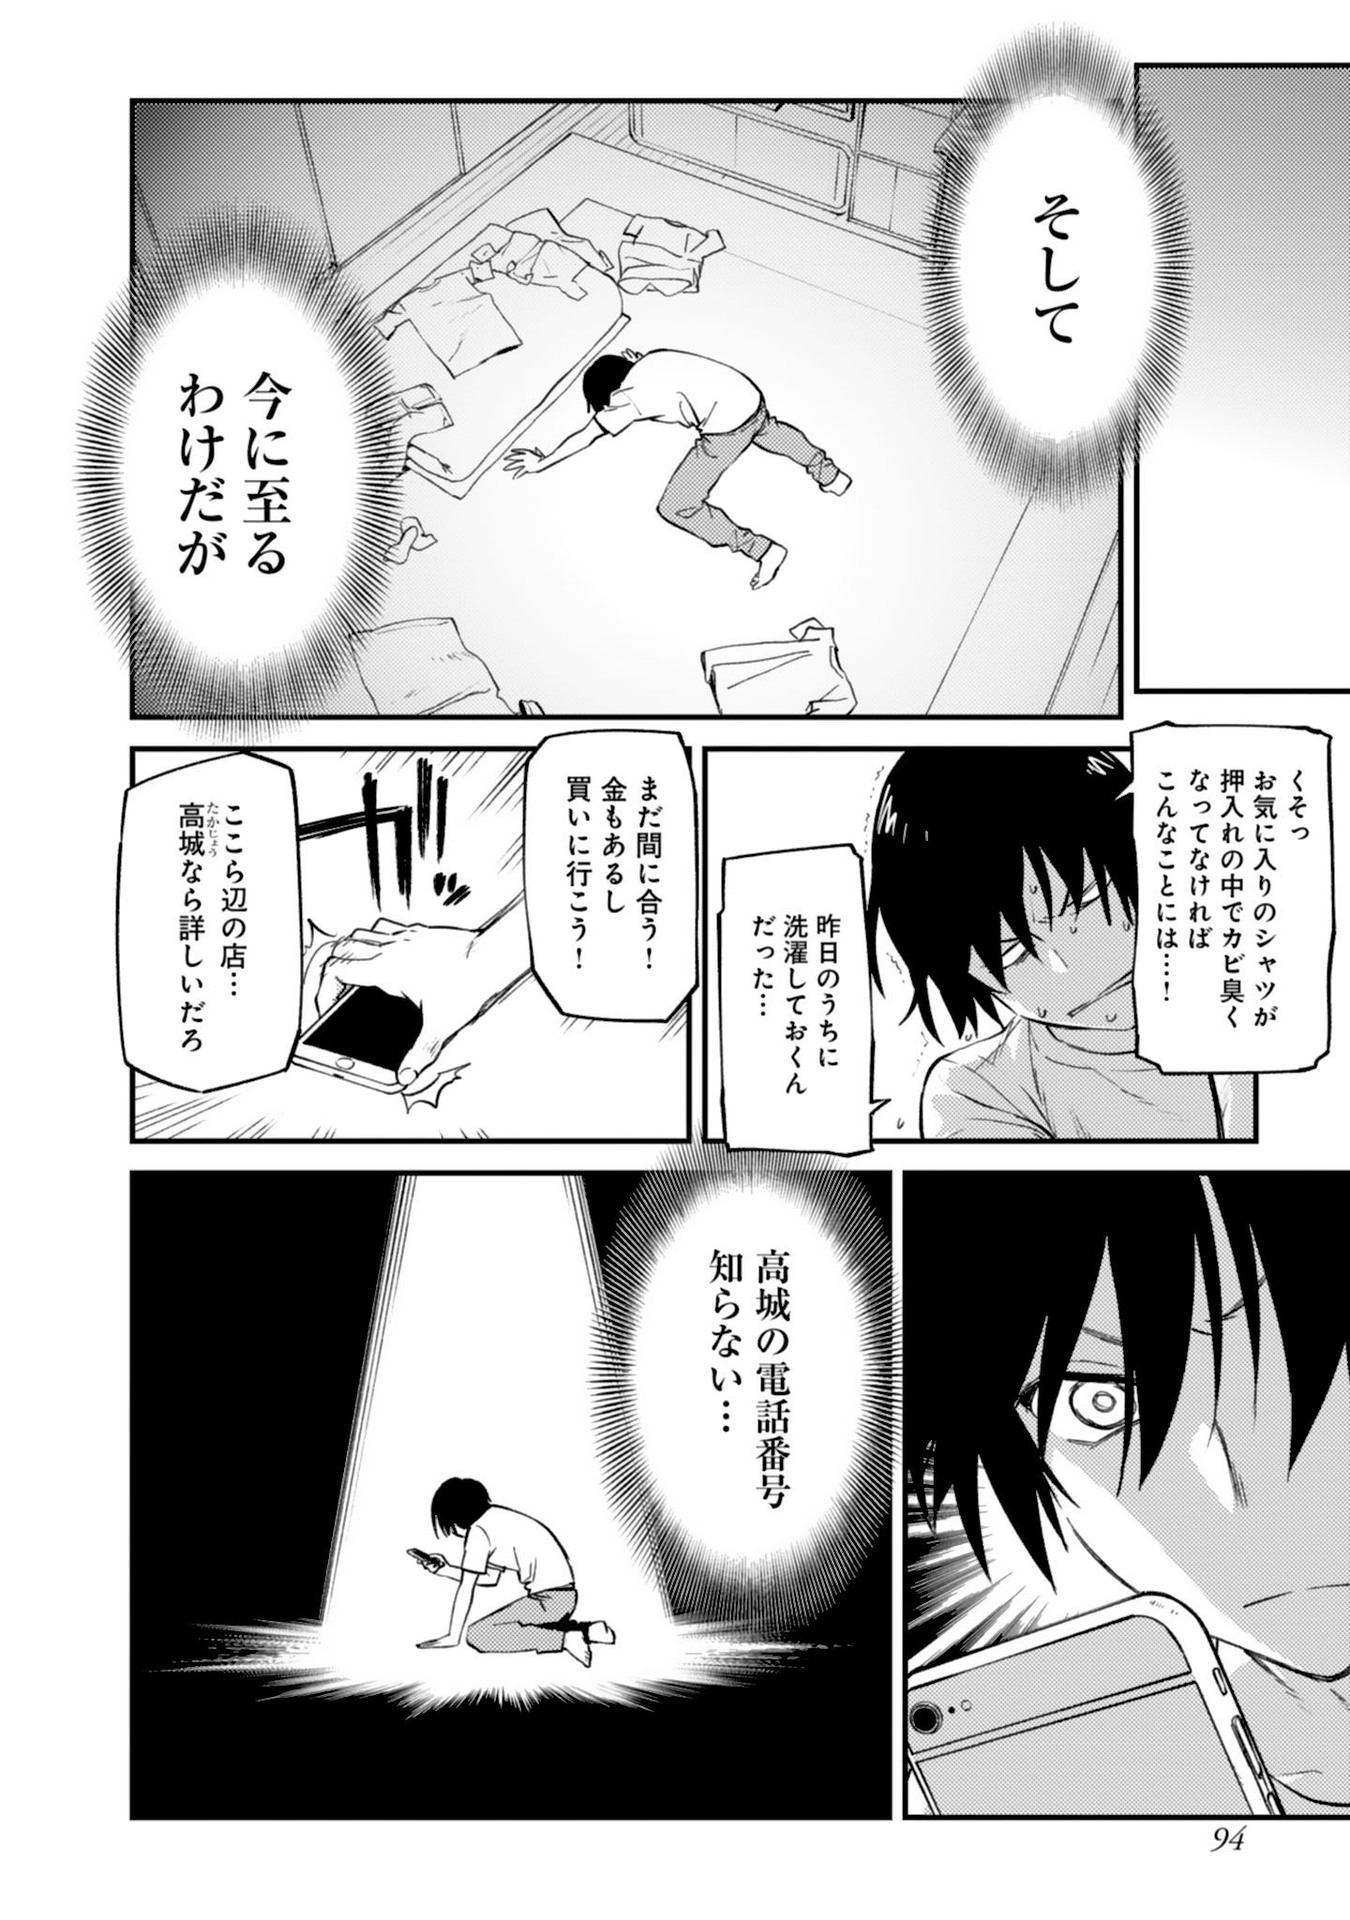 そして
今に至る
わけだが
くそっ
お気に入りのシャツが
押入れの中でカビ臭く
なってなければ
こんなことには…！
昨日のうちに
洗濯しておくん
だった…
まだ間に合う！
金もあるし
買いに行こう！
ガッ
ここら辺の店…
高城なら詳しいだろ
たかじょう
高城の電話番号
知らない…
94